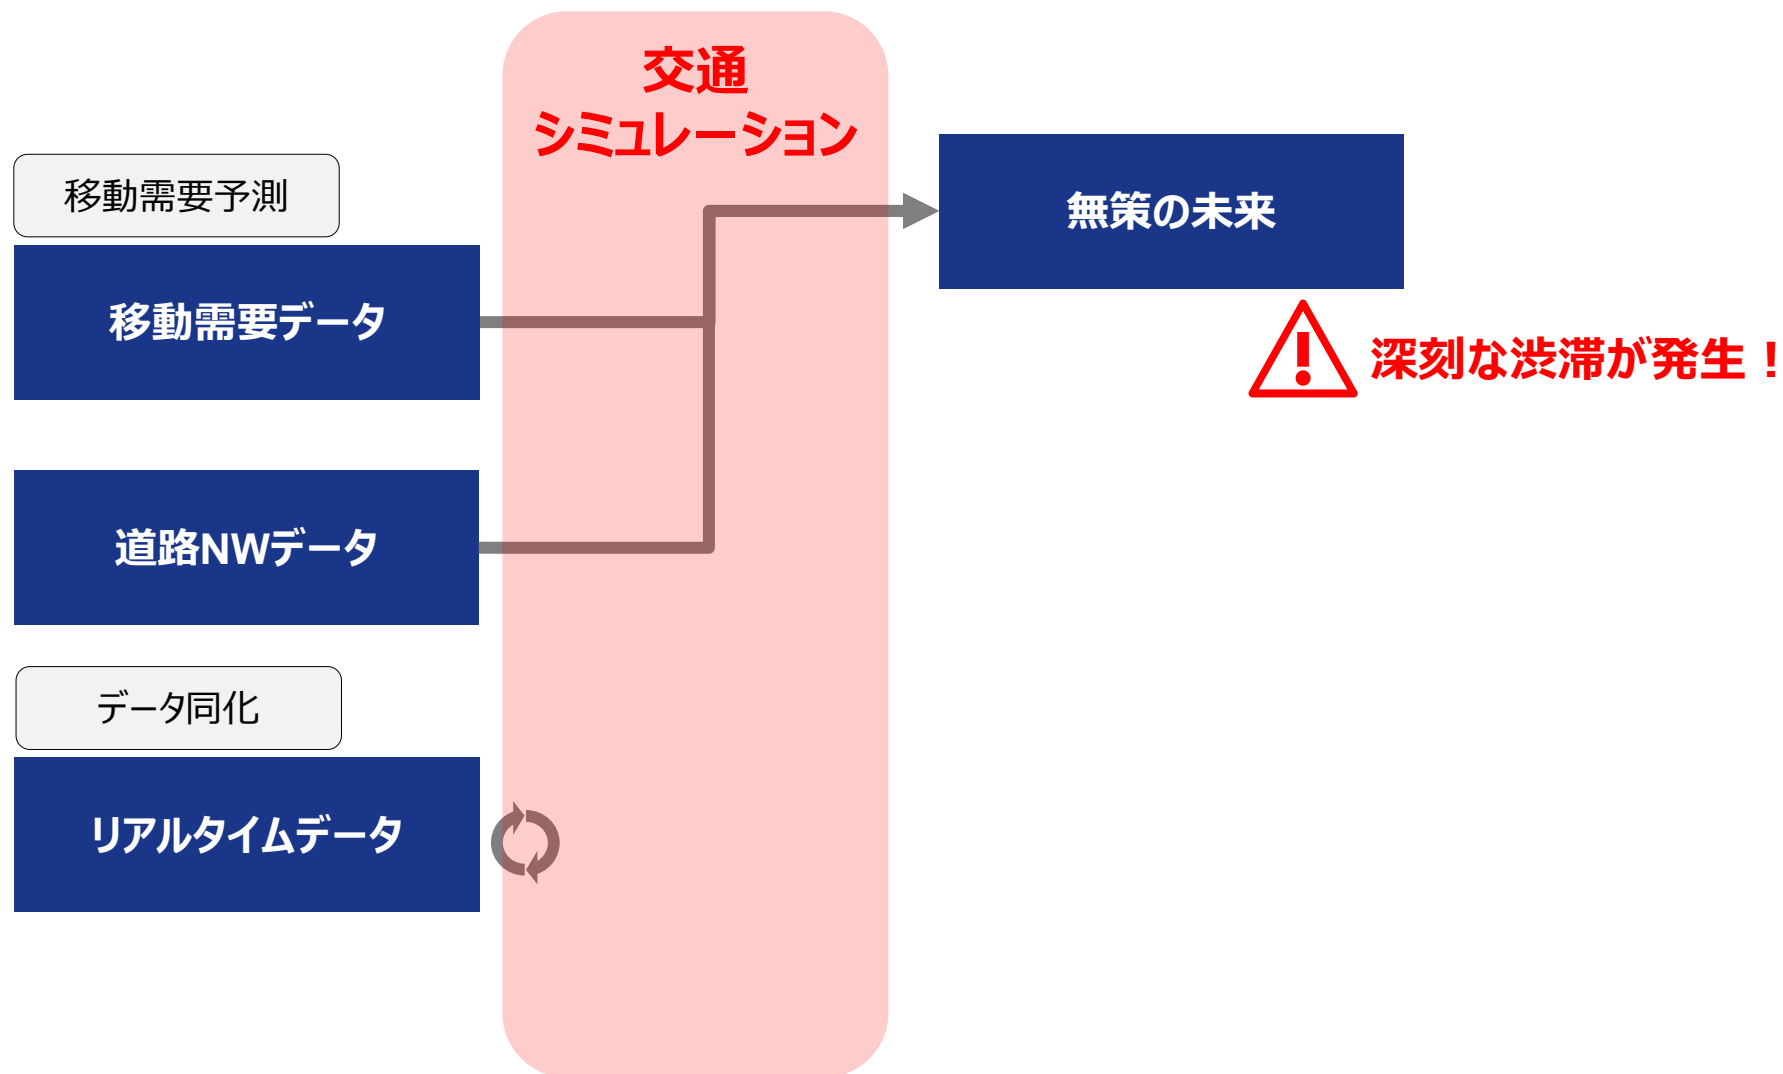 交通
シミュレーション
移動需要予測
移動需要データ
無策の未来
深刻な渋滞が発生！
道路NWデータ
データ同化
リアルタイムデータ